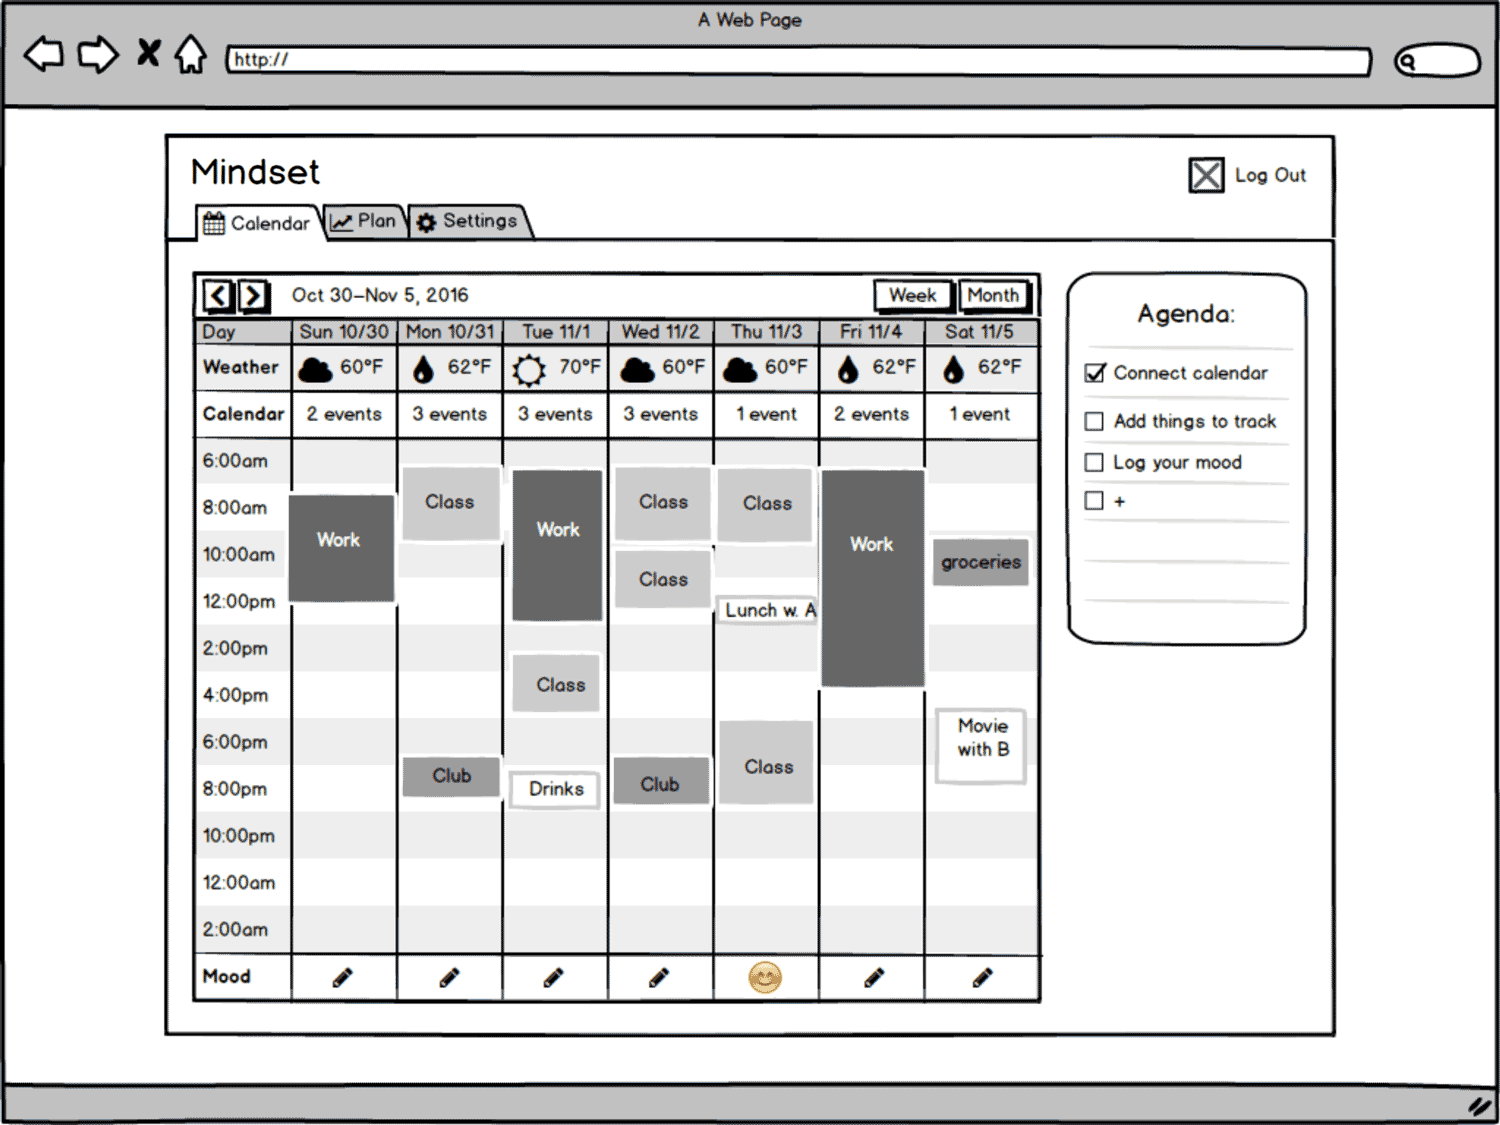 A Web Page
http://
Mindset
Log Out
Calendar Plan Settings
Oct 30–Nov 5, 2016 Week Month
Day Sun 10/30 Mon 10/31 Tue 11/1 Wed 11/2 Thu 11/3 Fri 11/4 Sat 11/5
Weather 60°F 62°F 70°F 60°F 60°F 62°F 62°F
Calendar 2 events 3 events 3 events 3 events 1 event 2 events 1 event
6:00am
8:00am
10:00am
12:00pm
2:00pm
4:00pm
6:00pm
8:00pm
10:00pm
12:00am
2:00am
Work
Class
Club
Work
Class
Drinks
Class
Class
Club
Class
Lunch w. A
Class
Work
groceries
Movie
with B
Mood
Agenda:
Connect calendar
Add things to track
Log your mood
+